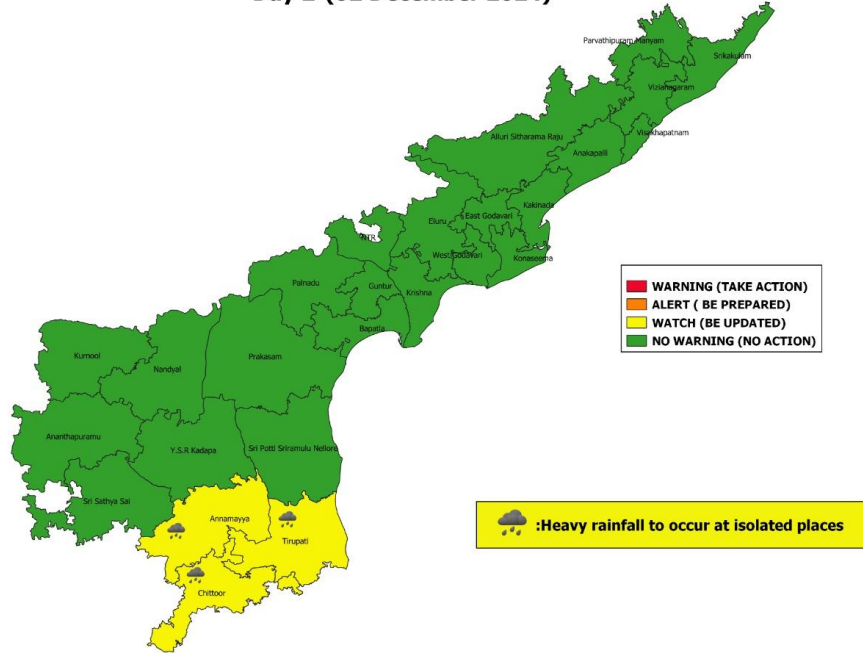 Parvathipuram Manyam
Srikakulam
Vizianagaram
Visakhapatnam
Alluri Sitharama Raju
Anakapalli
Kakinada
East Godavari
Eluru
NTR
West Godavari
Konaseema
Palnadu
Guntur
Krishna
Bapatla
WARNING (TAKE ACTION)
ALERT ( BE PREPARED)
WATCH (BE UPDATED)
NO WARNING (NO ACTION)
Kurnool
Nandyal
Prakasam
Ananthapuramu
Y.S.R Kadapa
Sri Potti Sriramulu Nellore
Sri Sathya Sai
Annamayya
Tirupati
Chittoor
:Heavy rainfall to occur at isolated places